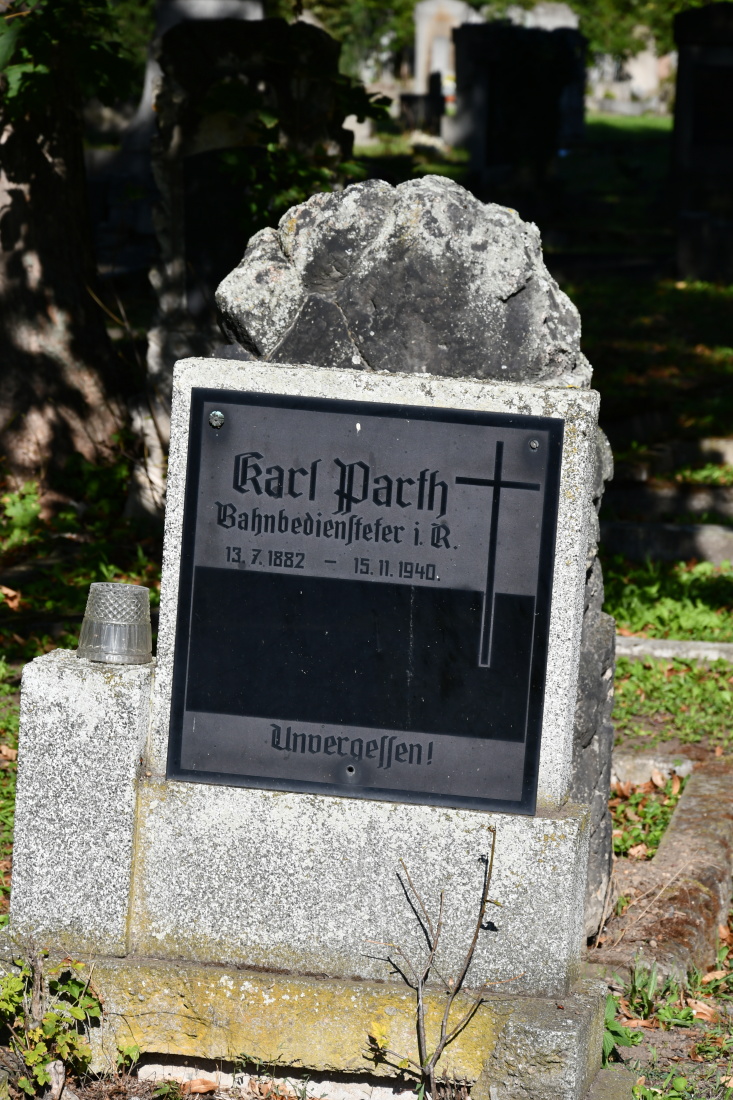 Karl Parth
Bahnbediensteter i. R.
13. 7. 1882 – 15. 11. 1940.
Unvergessen!